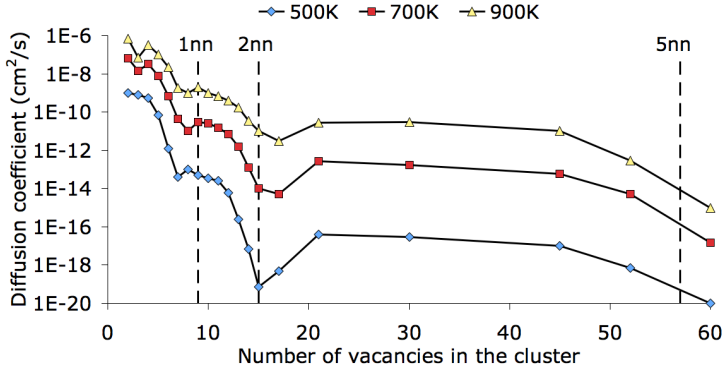 500K 700K 900K
1nn 2nn 5nn
Diffusion coefficient (cm²/s)
1E-6
1E-8
1E-10
1E-12
1E-14
1E-16
1E-18
1E-20
0 10 20 30 40 50 60
Number of vacancies in the cluster